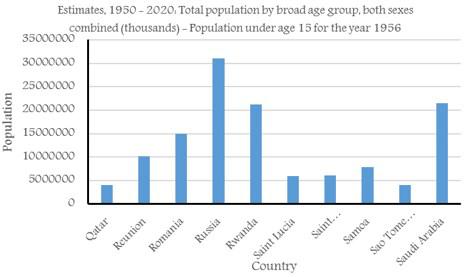 Estimates, 1950 - 2020: Total population by broad age group, both sexes
combined (thousands) - Population under age 15 for the year 1956
35000000
30000000
25000000
20000000
15000000
10000000
5000000
0
Population
Qatar
Reunion
Romania
Russia
Rwanda
Saint Lucia
Saint…
Samoa
Sao Tome…
Saudi Arabia
Country